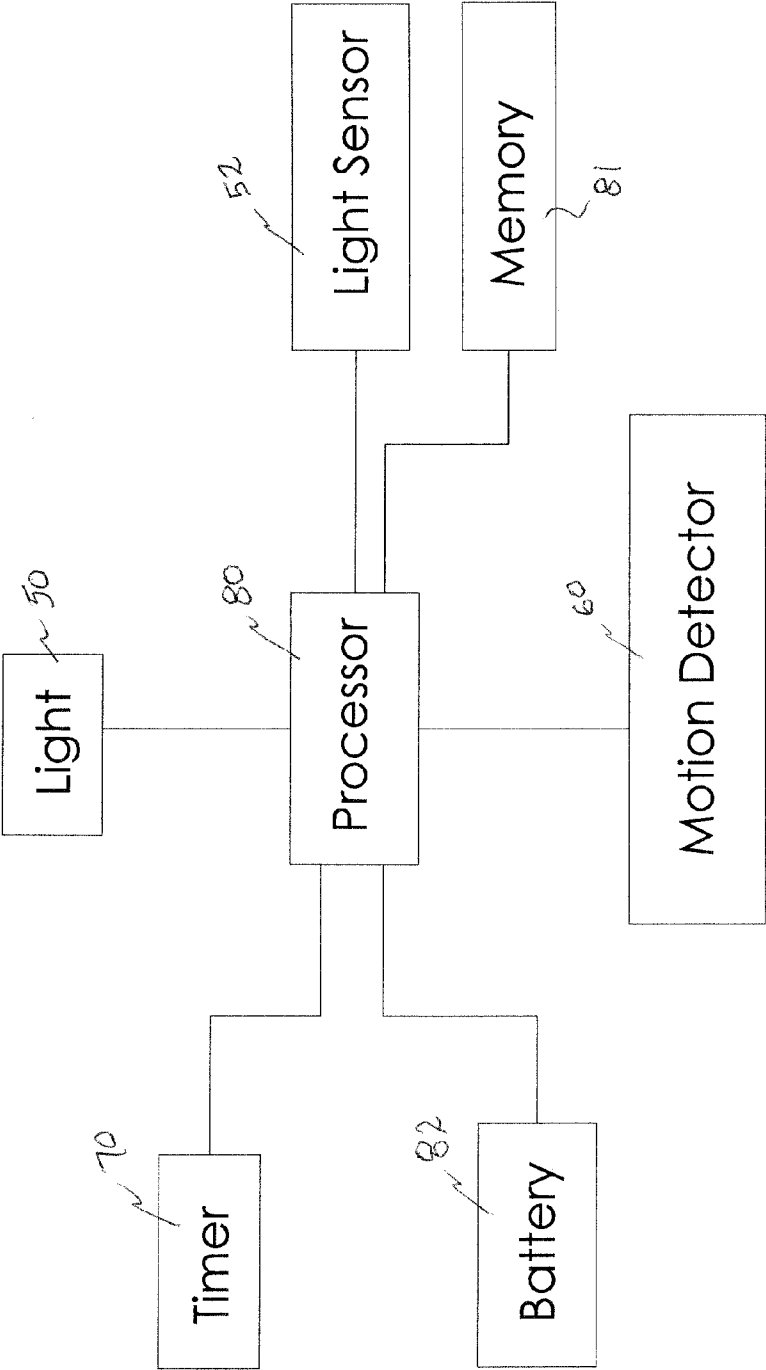 Light
50
Timer
70
Processor
80
Light Sensor
52
Battery
82
Memory
81
Motion Detector
60